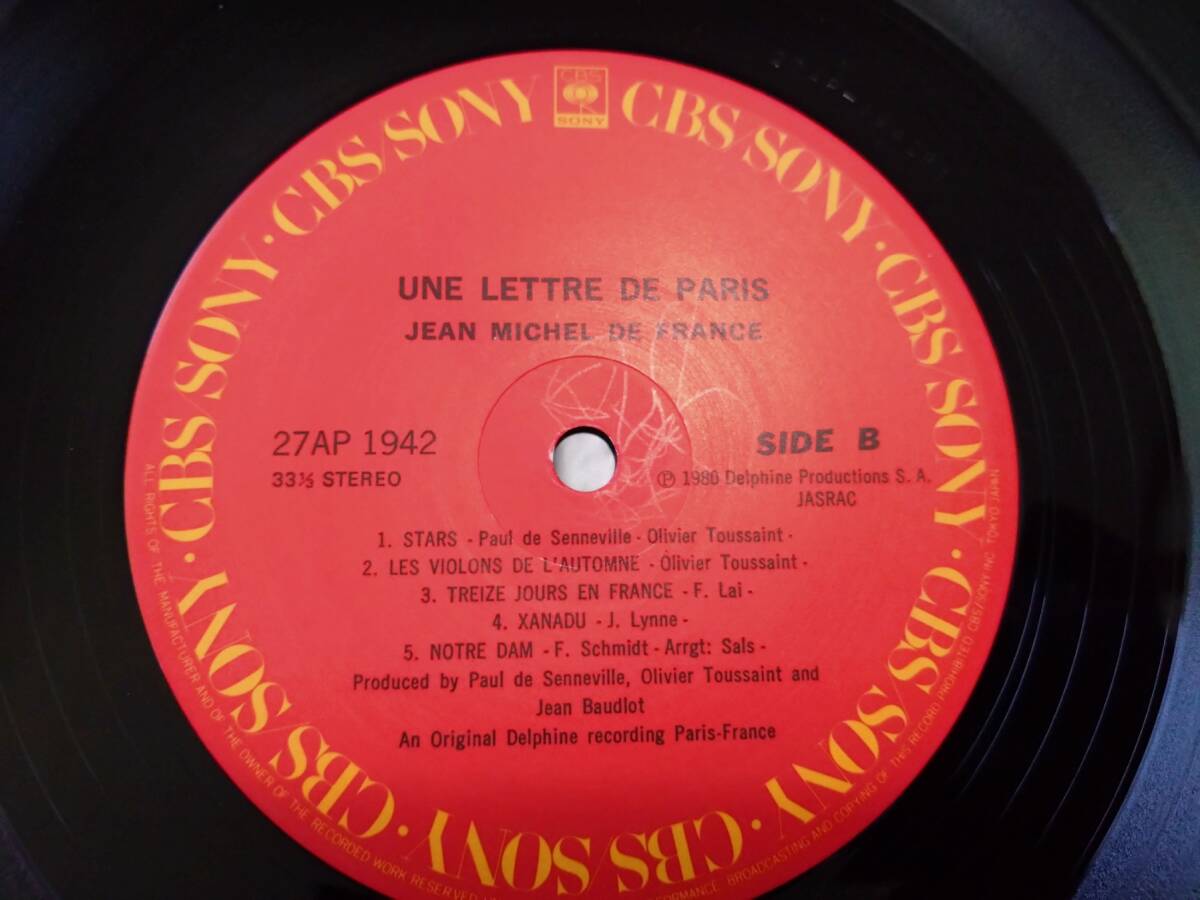 CBS
SONY
CBS/SONY · CBS/SONY · CBS/SONY · CBS/SONY · CBS/SONY · CBS/SONY · CBS/SONY · CBS/SONY
UNE LETTRE DE PARIS
JEAN MICHEL DE FRANCE
27AP 1942
33⅓ STEREO
SIDE B
Ⓟ 1980 Delphine Productions S. A.
JASRAC
1. STARS - Paul de Senneville - Olivier Toussaint -
2. LES VIOLONS DE L'AUTOMNE - Olivier Toussaint -
3. TREIZE JOURS EN FRANCE - F. Lai -
4. XANADU - J. Lynne -
5. NOTRE DAM - F. Schmidt - Arrgt: Sals -
Produced by Paul de Senneville, Olivier Toussaint and
Jean Baudlot
An Original Delphine recording Paris-France
ALL RIGHTS OF THE MANUFACTURER AND OF THE OWNER OF THE RECORDED WORK RESERVED
PERFORMANCE, BROADCASTING AND COPYING OF THIS RECORD PROHIBITED. CBS/SONY INC. TOKYO JAPAN